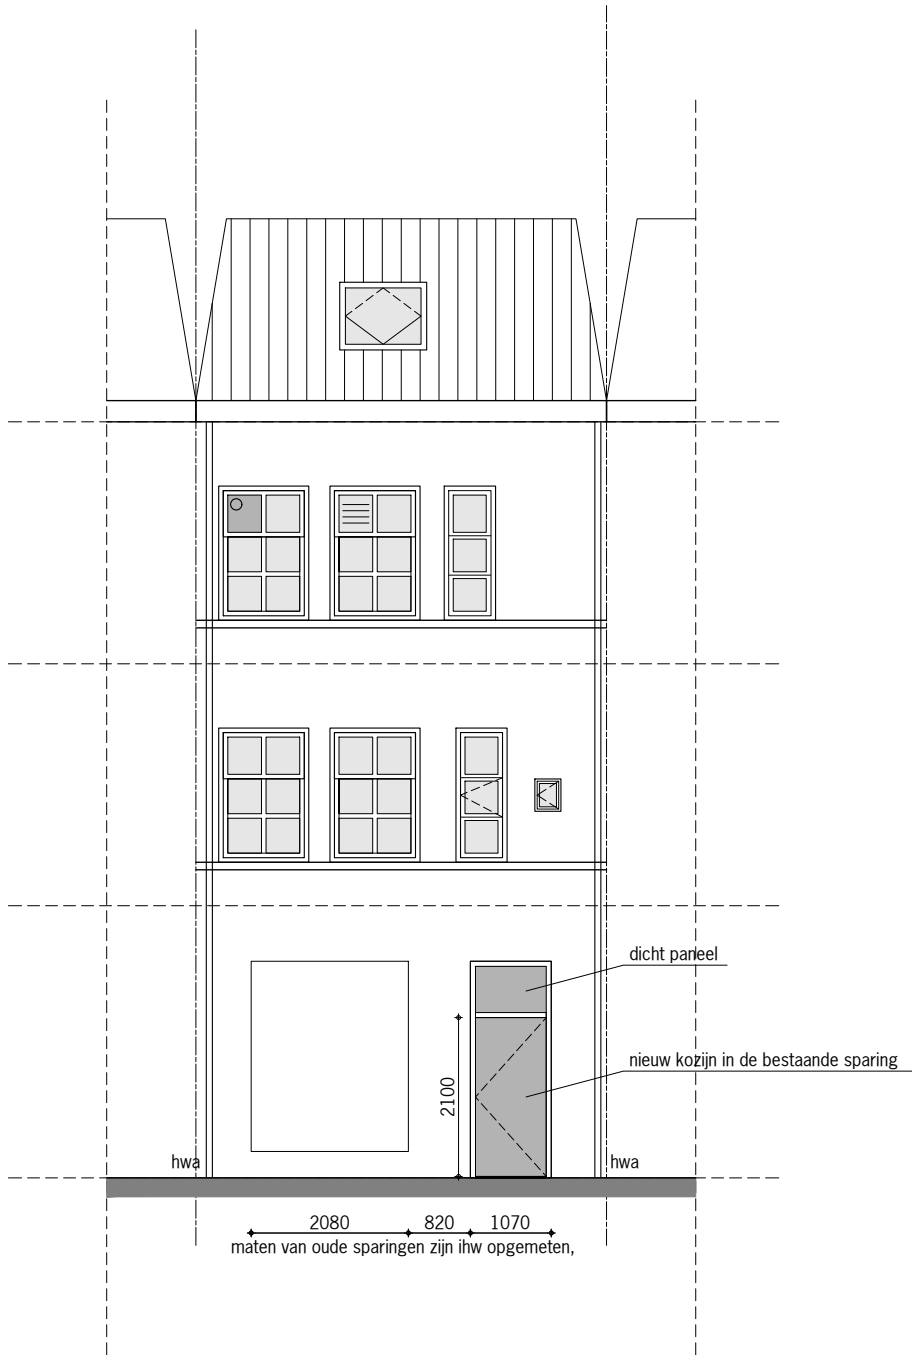 dicht paneel
nieuw kozijn in de bestaande sparing
2100
hwa
hwa
2080 820 1070
maten van oude sparingen zijn ihw opgemeten,